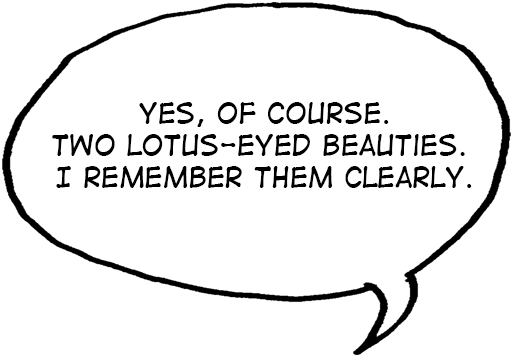 YES, OF COURSE.
TWO LOTUS-EYED BEAUTIES.
I REMEMBER THEM CLEARLY.